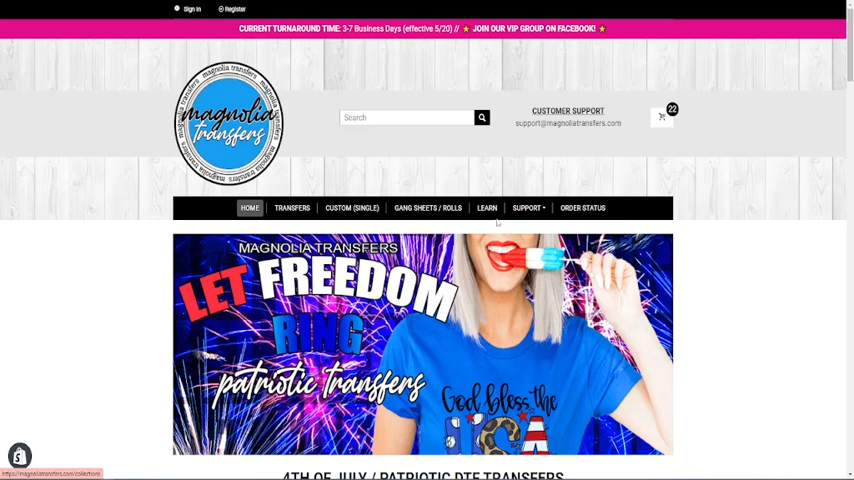 Sign In
Register
CURRENT TURNAROUND TIME: 3-7 Business Days (effective 5/20) // ⭐ JOIN OUR VIP GROUP ON FACEBOOK! ⭐
magnolia transfers
Search
CUSTOMER SUPPORT
support@magnoliatransfers.com
22
HOME
TRANSFERS
CUSTOM (SINGLE)
GANG SHEETS / ROLLS
LEARN
SUPPORT
ORDER STATUS
MAGNOLIA TRANSFERS
LET FREEDOM
RING
patriotic transfers
God bless the
USA
4TH OF JULY / PATRIOTIC DTF TRANSFERS
https://magnoliatransfers.com/collections